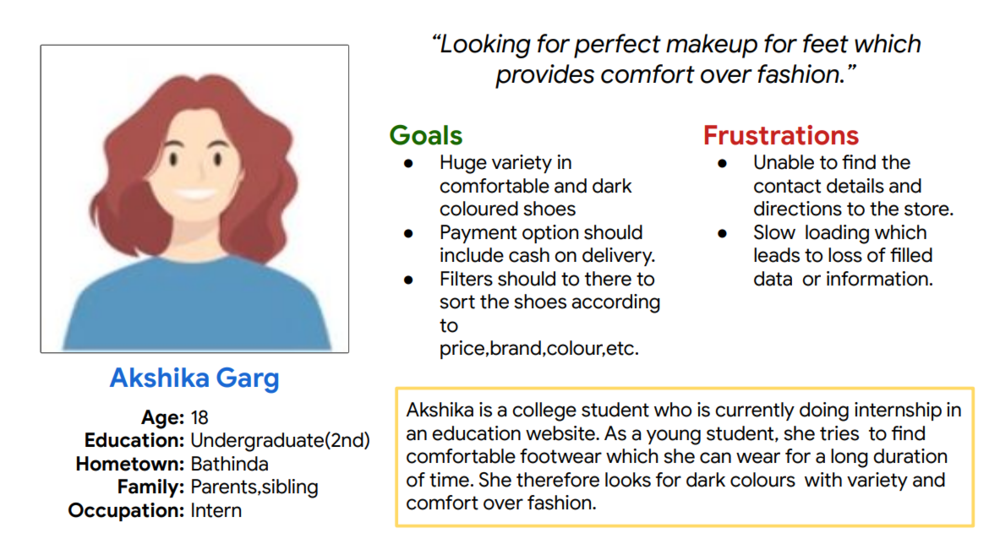 “Looking for perfect makeup for feet which
provides comfort over fashion.”
Goals
● Huge variety in
comfortable and dark
coloured shoes
● Payment option should
include cash on delivery.
● Filters should to there to
sort the shoes according
to
price,brand,colour,etc.
Frustrations
● Unable to find the
contact details and
directions to the store.
● Slow  loading which
leads to loss of filled
data  or information.
Akshika Garg
Age: 18
Education: Undergraduate(2nd)
Hometown: Bathinda
Family: Parents,sibling
Occupation: Intern
Akshika is a college student who is currently doing internship in
an education website. As a young student, she tries  to find
comfortable footwear which she can wear for a long duration
of time. She therefore looks for dark colours  with variety and
comfort over fashion.